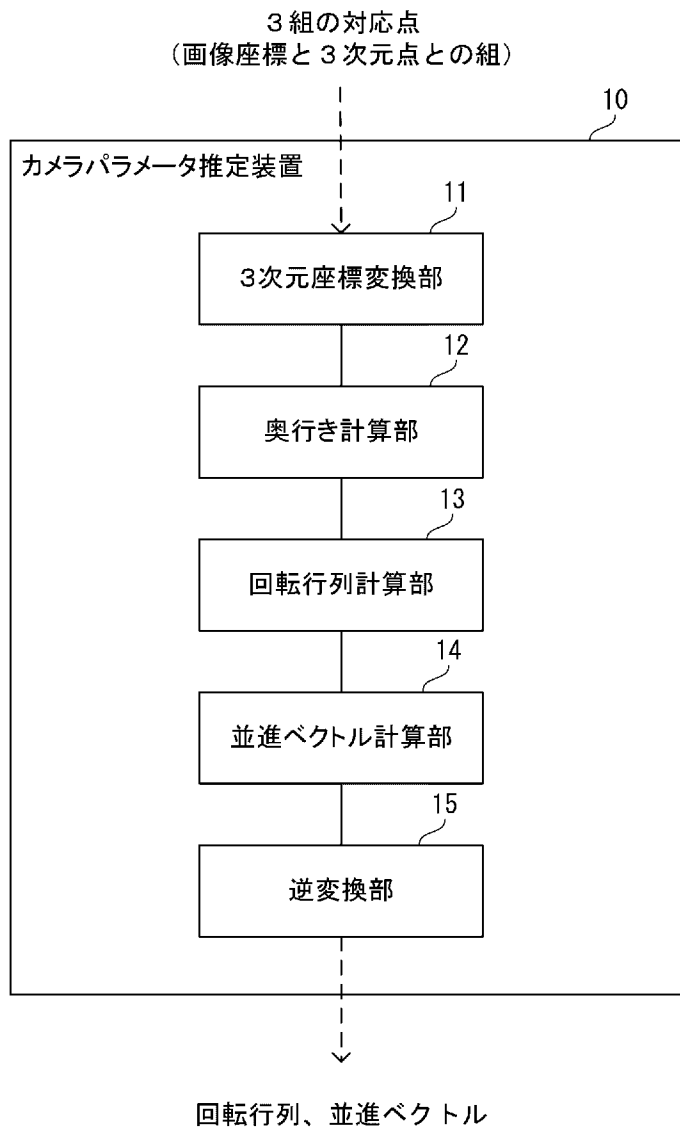 ３組の対応点
（画像座標と３次元点との組）
10
カメラパラメータ推定装置
11
３次元座標変換部
12
奥行き計算部
13
回転行列計算部
14
並進ベクトル計算部
15
逆変換部
回転行列、並進ベクトル